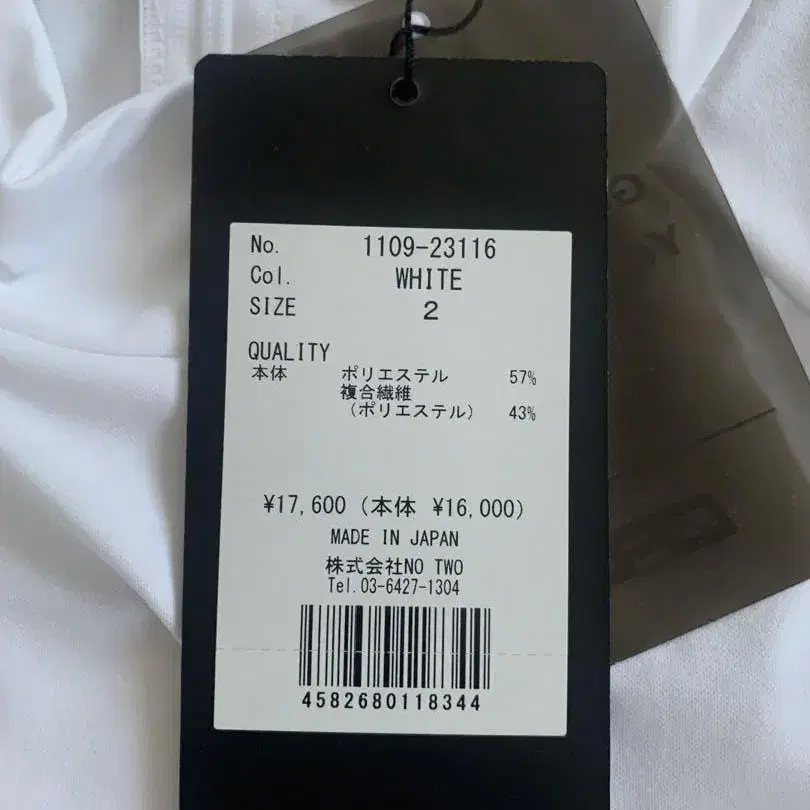 No. 1109-23116
Col. WHITE
SIZE 2
QUALITY
本体 ポリエステル 57%
複合繊維
(ポリエステル) 43%
¥17,600 (本体 ¥16,000)
MADE IN JAPAN
株式会社NO TWO
Tel.03-6427-1304
4582680118344